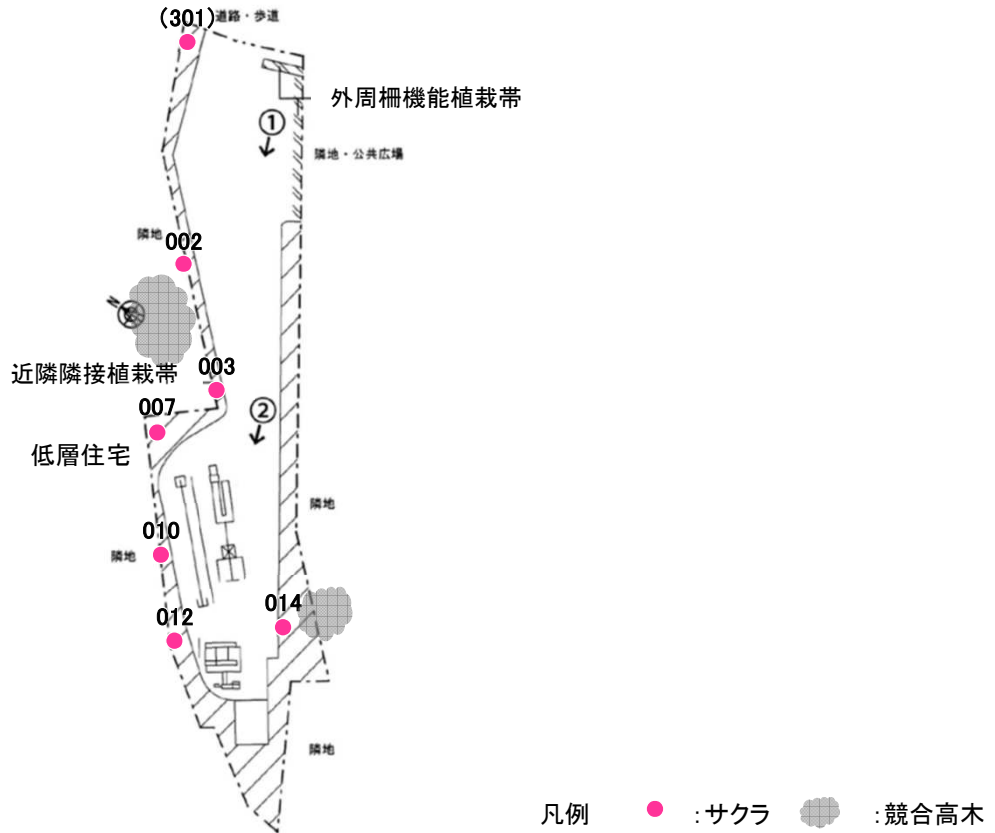 (301)
道路・歩道
外周柵機能植栽帯
①
隣地・公共広場
隣地
002
N
003
近隣隣接植栽帯
007
②
低層住宅
隣地
010
隣地
014
012
隣地
凡例 :サクラ :競合高木